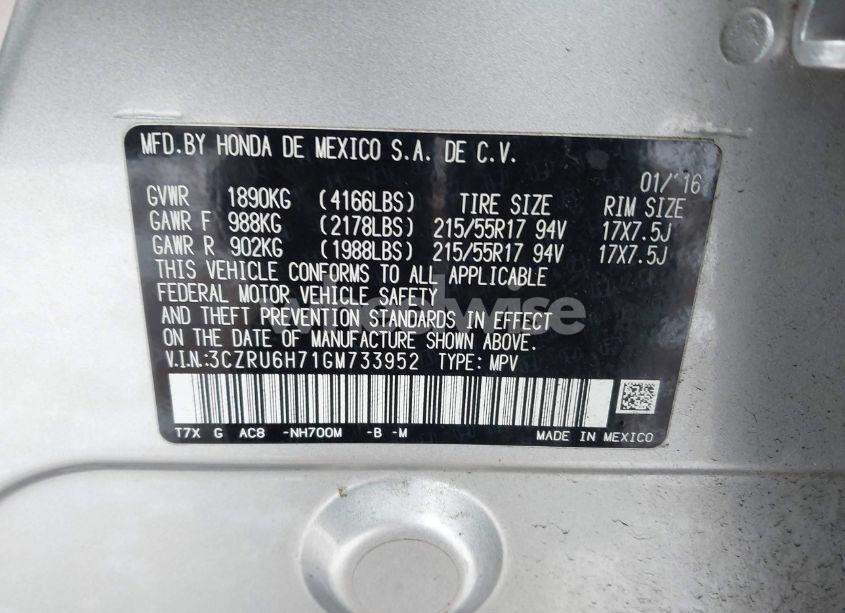 MFD.BY HONDA DE MEXICO S.A. DE C.V.
01/'16
GVWR 1890KG (4166LBS) TIRE SIZE RIM SIZE
GAWR F 988KG (2178LBS) 215/55R17 94V 17X7.5J
GAWR R 902KG (1988LBS) 215/55R17 94V 17X7.5J
THIS VEHICLE CONFORMS TO ALL APPLICABLE
FEDERAL MOTOR VEHICLE SAFETY
AND THEFT PREVENTION STANDARDS IN EFFECT
ON THE DATE OF MANUFACTURE SHOWN ABOVE.
V.I.N.:3CZRU6H71GM733952 TYPE: MPV
T7X G AC8 -NH700M -B -M MADE IN MEXICO